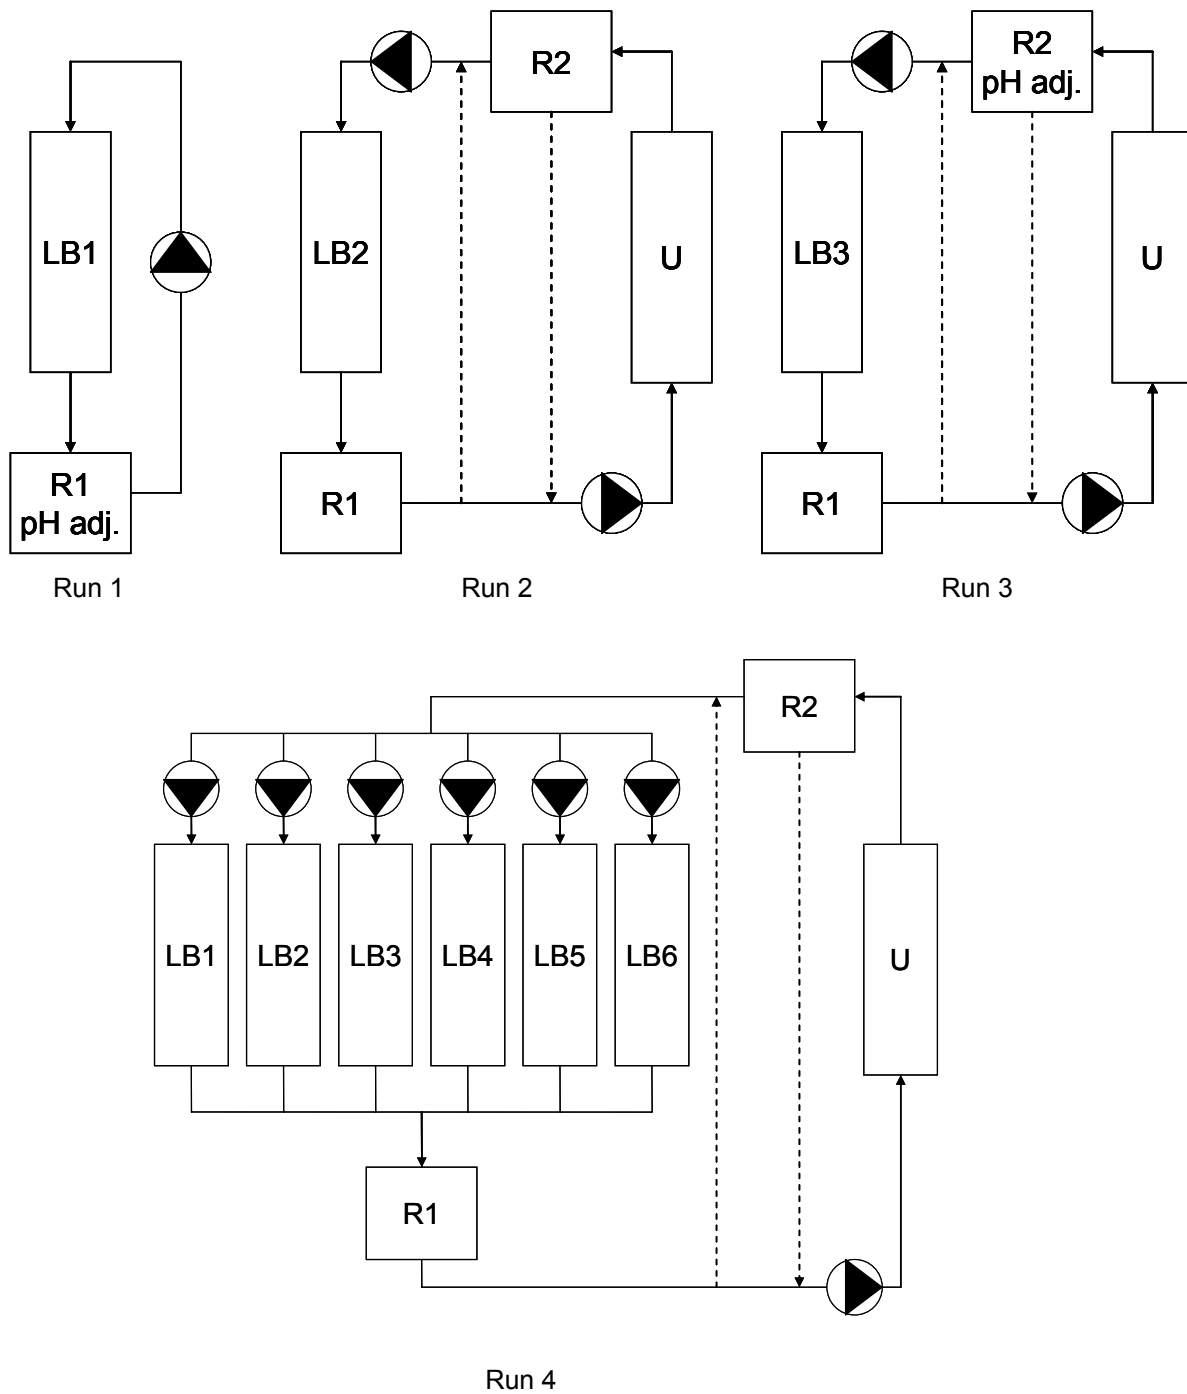 LB1
R1
pH adj.
Run 1
R2
LB2
U
R1
Run 2
R2
pH adj.
LB3
U
R1
Run 3
R2
LB1
LB2
LB3
LB4
LB5
LB6
U
R1
Run 4